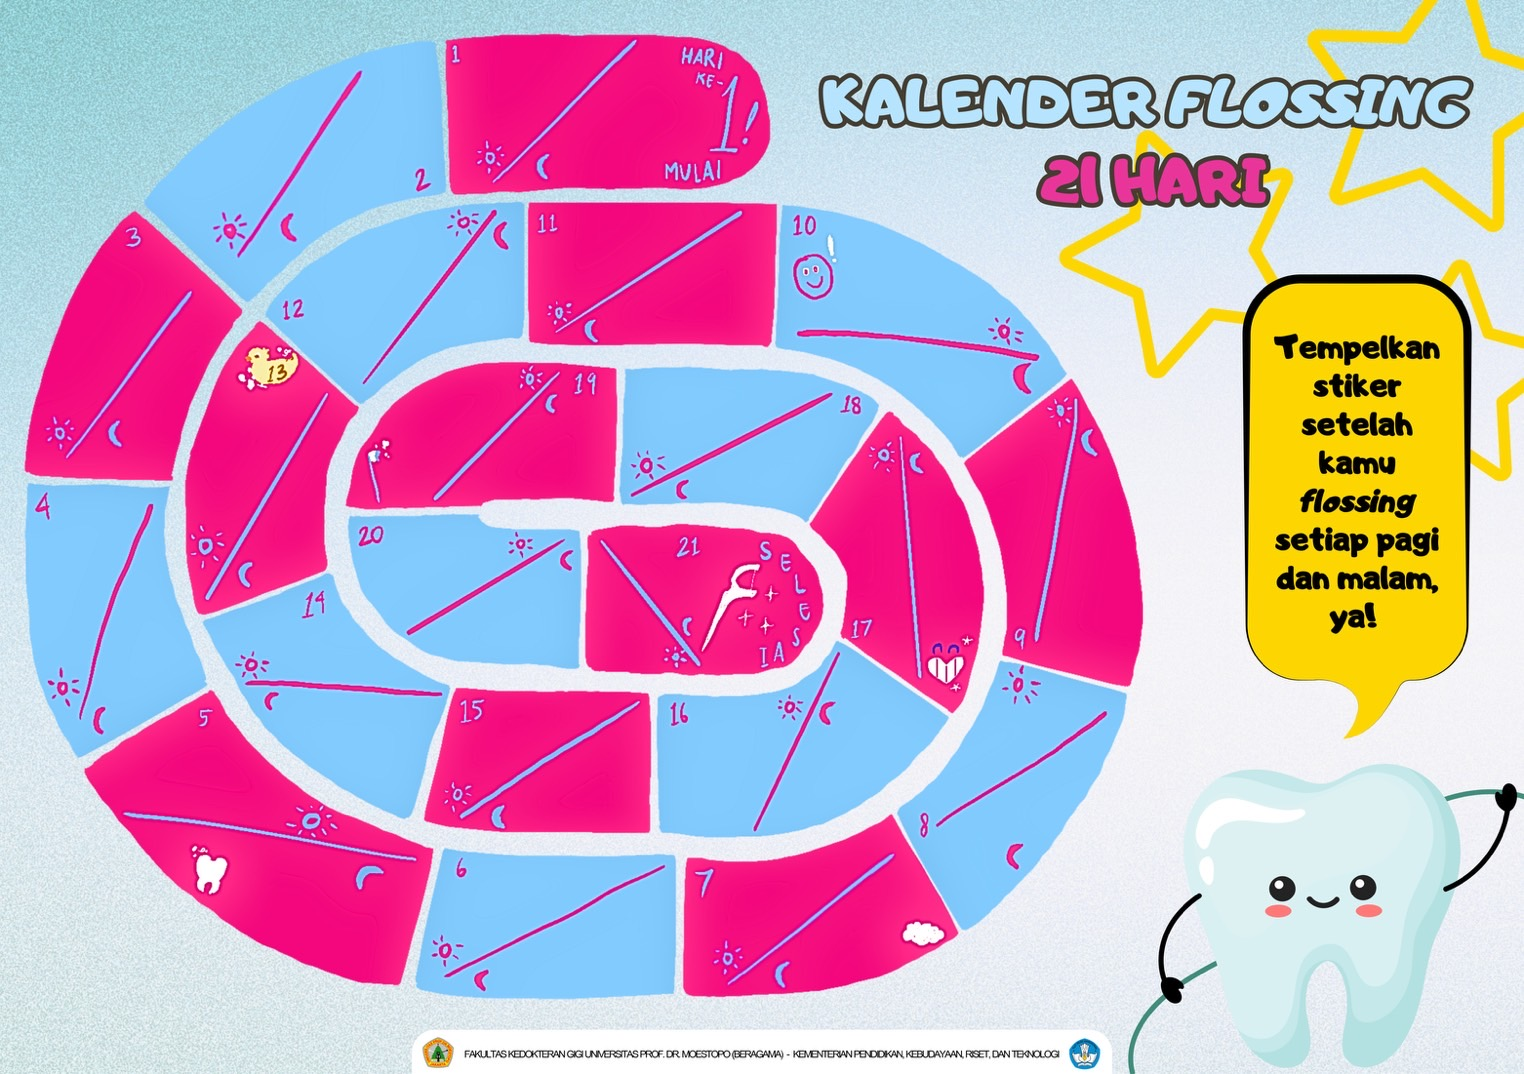 KALENDER FLOSSING
21 HARI
1
HARI
KE-
1!
MULAI
2
3
4
5
6
7
8
9
10
!
11
12
13
14
15
16
17
18
19
20
21
SELESAI
Tempelkan
stiker
setelah
kamu
flossing
setiap pagi
dan malam,
ya!
FAKULTAS KEDOKTERAN GIGI UNIVERSITAS PROF. DR. MOESTOPO (BERAGAMA) - KEMENTERIAN PENDIDIKAN, KEBUDAYAAN, RISET, DAN TEKNOLOGI